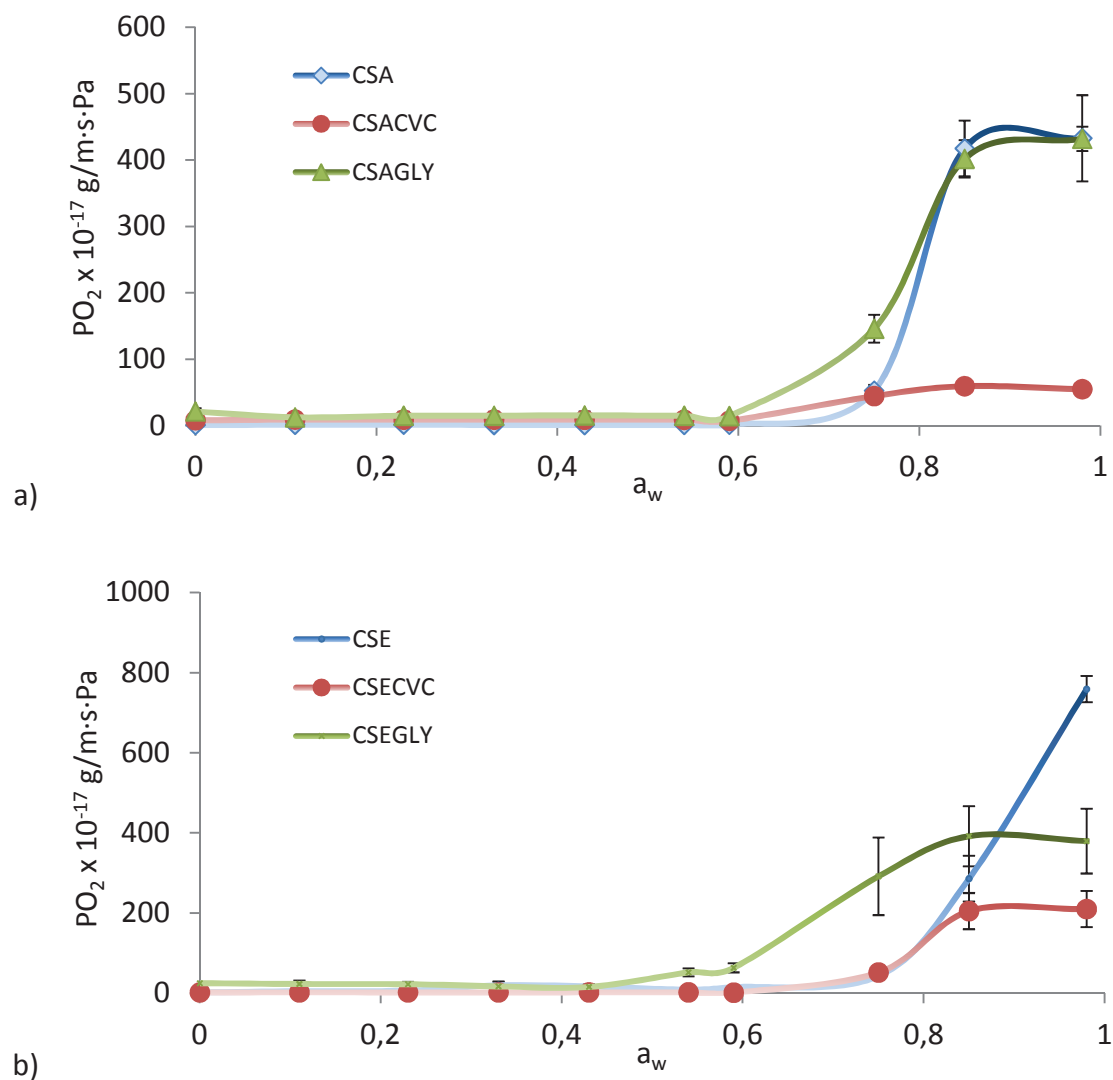 600
500
400
300
200
100
0
PO2 x 10-17 g/m·s·Pa
CSA
CSACVC
CSAGLY
0 0,2 0,4 0,6 0,8 1
aw
a)
1000
800
600
400
200
0
PO2 x 10-17 g/m·s·Pa
CSE
CSECVC
CSEGLY
0 0,2 0,4 0,6 0,8 1
aw
b)